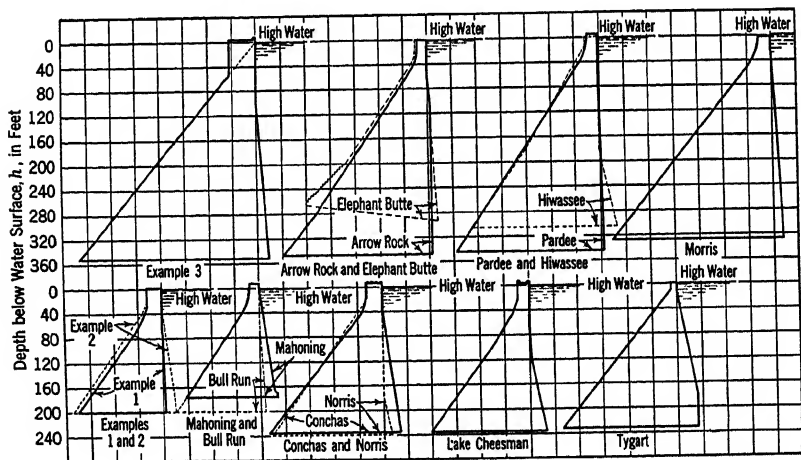 High Water
High Water
High Water
High Water
0
40
80
120
160
200
240
280
320
360
Depth below Water Surface, h, in Feet
Elephant Butte
Arrow Rock
Hiwassee
Pardee
Example 3
Arrow Rock and Elephant Butte
Pardee and Hiwassee
Morris
High Water
High Water
High Water
High Water
High Water
0
40
80
120
160
200
240
Example
2
Example
1
Bull Run
Mahoning
Norris
Conchas
Examples
1 and 2
Mahoning and
Bull Run
Conchas and Norris
Lake Cheesman
Tygart